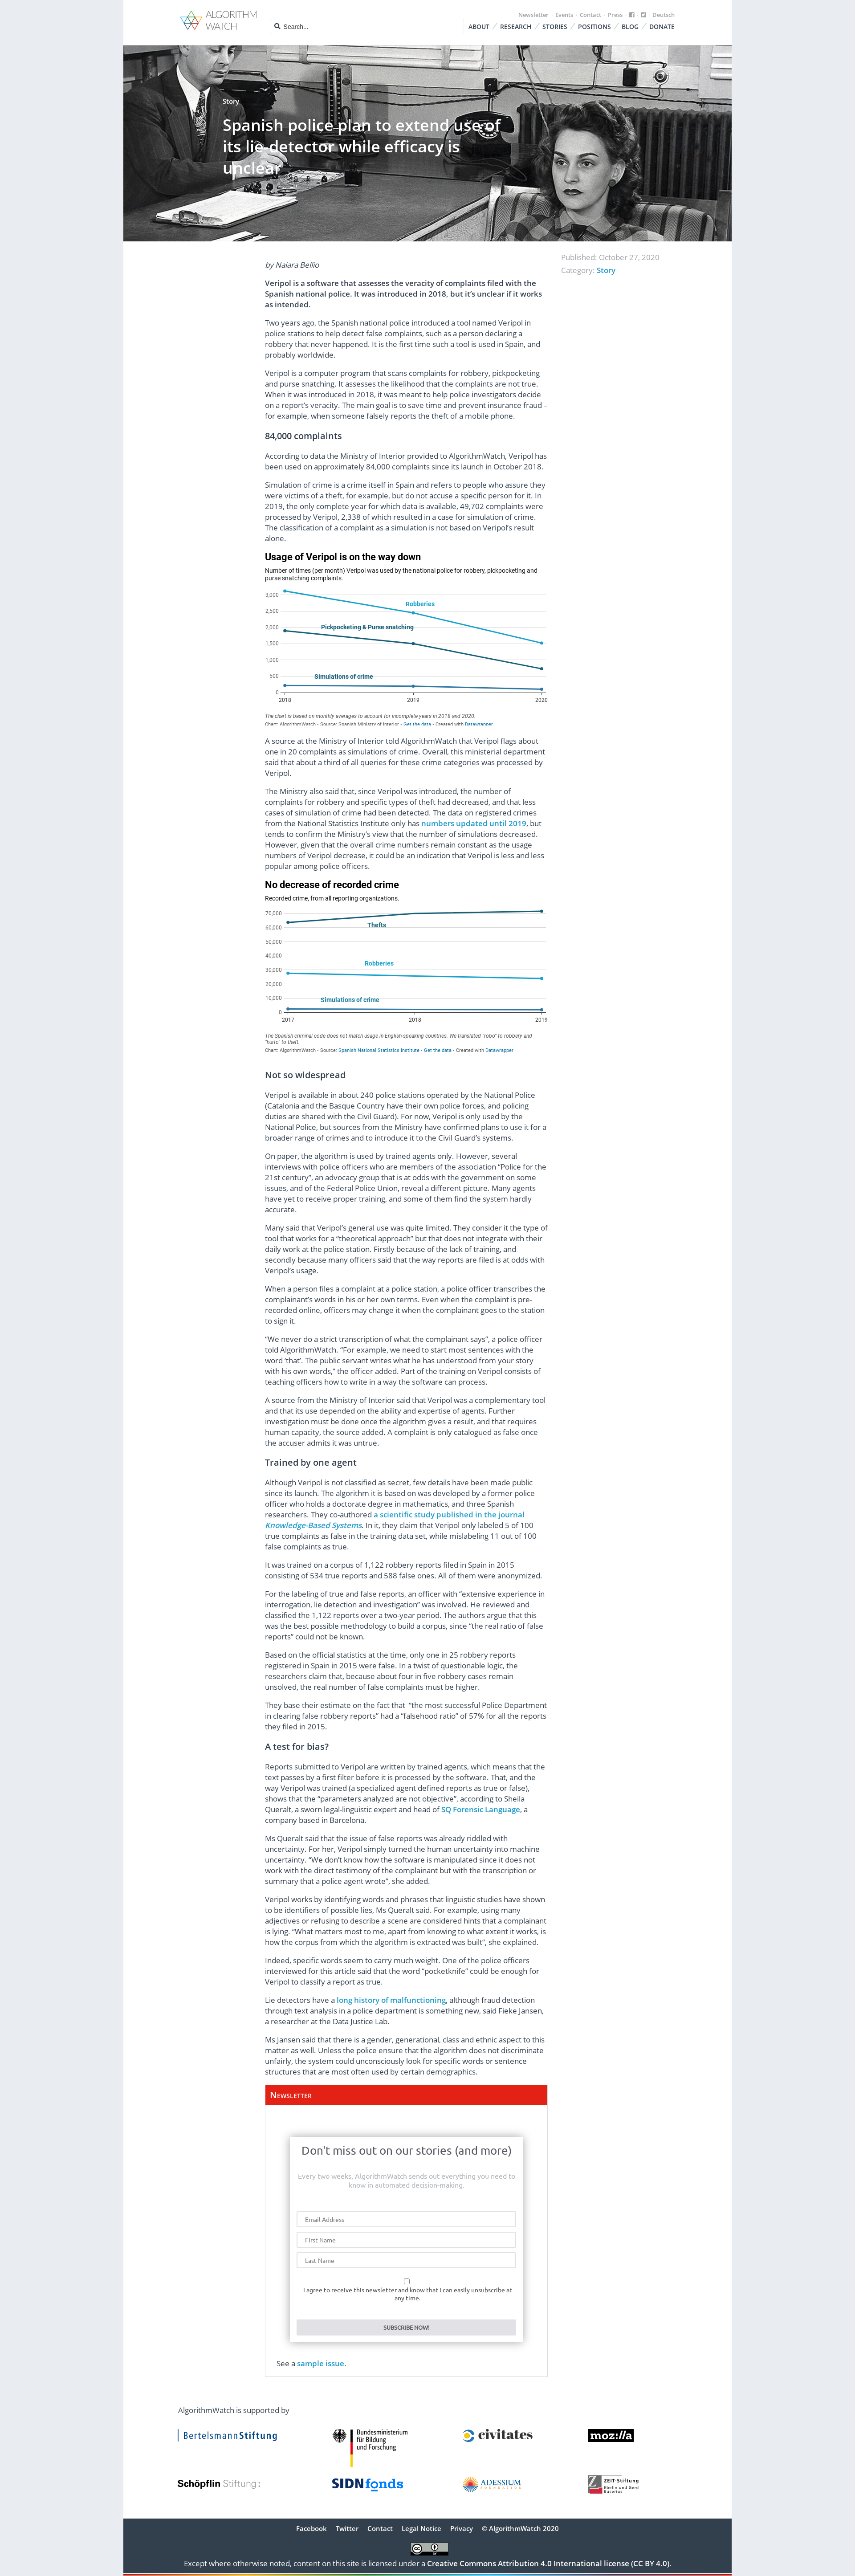 ALGORITHM
WATCH
Search...
Newsletter · Events · Contact · Press · · · Deutsch
ABOUT / RESEARCH / STORIES / POSITIONS / BLOG / DONATE
Story
Spanish police plan to extend use of
its lie-detector while efficacy is
unclear
Published: October 27, 2020
Category: Story
by Naiara Bellio
Veripol is a software that assesses the veracity of complaints filed with the
Spanish national police. It was introduced in 2018, but it's unclear if it works
as intended.
Two years ago, the Spanish national police introduced a tool named Veripol in
police stations to help detect false complaints, such as a person declaring a
robbery that never happened. It is the first time such a tool is used in Spain, and
probably worldwide.
Veripol is a computer program that scans complaints for robbery, pickpocketing
and purse snatching. It assesses the likelihood that the complaints are not true.
When it was introduced in 2018, it was meant to help police investigators decide
on a report's veracity. The main goal is to save time and prevent insurance fraud –
for example, when someone falsely reports the theft of a mobile phone.
84,000 complaints
According to data the Ministry of Interior provided to AlgorithmWatch, Veripol has
been used on approximately 84,000 complaints since its launch in October 2018.
Simulation of crime is a crime itself in Spain and refers to people who assure they
were victims of a theft, for example, but do not accuse a specific person for it. In
2019, the only complete year for which data is available, 49,702 complaints were
processed by Veripol, 2,338 of which resulted in a case for simulation of crime.
The classification of a complaint as a simulation is not based on Veripol's result
alone.
Usage of Veripol is on the way down
Number of times (per month) Veripol was used by the national police for robbery, pickpocketing and
purse snatching complaints.
3,000
Robberies
2,500
2,000
Pickpocketing & Purse snatching
1,500
1,000
500
Simulations of crime
0
2018
2019
2020
The chart is based on monthly averages to account for incomplete years in 2018 and 2020
Chart: AlgorithmWatch • Source: Spanish Ministry of Interior • Get the data • Created with Datawrapper
A source at the Ministry of Interior told AlgorithmWatch that Veripol flags about
one in 20 complaints as simulations of crime. Overall, this ministerial department
said that about a third of all queries for these crime categories was processed by
Veripol.
The Ministry also said that, since Veripol was introduced, the number of
complaints for robbery and specific types of theft had decreased, and that less
cases of simulation of crime had been detected. The data on registered crimes
from the National Statistics Institute only has numbers updated until 2019, but
tends to confirm the Ministry's view that the number of simulations decreased.
However, given that the overall crime numbers remain constant as the usage
numbers of Veripol decrease, it could be an indication that Veripol is less and less
popular among police officers.
No decrease of recorded crime
Recorded crime, from all reporting organizations.
70,000
Thefts
60,000
50,000
40,000
Robberies
30,000
20,000
10,000
Simulations of crime
0
2017
2018
2019
The Spanish criminal code does not match usage in English-speaking countries. We translated "robo" to robbery and
"hurto" to theft.
Chart: AlgorithmWatch • Source: Spanish National Statistics Institute • Get the data • Created with Datawrapper
Not so widespread
Veripol is available in about 240 police stations operated by the National Police
(Catalonia and the Basque Country have their own police forces, and policing
duties are shared with the Civil Guard). For now, Veripol is only used by the
National Police, but sources from the Ministry have confirmed plans to use it for a
broader range of crimes and to introduce it to the Civil Guard's systems.
On paper, the algorithm is used by trained agents only. However, several
interviews with police officers who are members of the association "Police for the
21st century", an advocacy group that is at odds with the government on some
issues, and of the Federal Police Union, reveal a different picture. Many agents
have yet to receive proper training, and some of them find the system hardly
accurate.
Many said that Veripol's general use was quite limited. They consider it the type of
tool that works for a "theoretical approach" but that does not integrate with their
daily work at the police station. Firstly because of the lack of training, and
secondly because many officers said that the way reports are filed is at odds with
Veripol's usage.
When a person files a complaint at a police station, a police officer transcribes the
complainant's words in his or her own terms. Even when the complaint is pre-
recorded online, officers may change it when the complainant goes to the station
to sign it.
"We never do a strict transcription of what the complainant says", a police officer
told AlgorithmWatch. "For example, we need to start most sentences with the
word 'that'. The public servant writes what he has understood from your story
with his own words," the officer added. Part of the training on Veripol consists of
teaching officers how to write in a way the software can process.
A source from the Ministry of Interior said that Veripol was a complementary tool
and that its use depended on the ability and expertise of agents. Further
investigation must be done once the algorithm gives a result, and that requires
human capacity, the source added. A complaint is only catalogued as false once
the accuser admits it was untrue.
Trained by one agent
Although Veripol is not classified as secret, few details have been made public
since its launch. The algorithm it is based on was developed by a former police
officer who holds a doctorate degree in mathematics, and three Spanish
researchers. They co-authored a scientific study published in the journal
Knowledge-Based Systems. In it, they claim that Veripol only labeled 5 of 100
true complaints as false in the training data set, while mislabeling 11 out of 100
false complaints as true.
It was trained on a corpus of 1,122 robbery reports filed in Spain in 2015
consisting of 534 true reports and 588 false ones. All of them were anonymized.
For the labeling of true and false reports, an officer with "extensive experience in
interrogation, lie detection and investigation" was involved. He reviewed and
classified the 1,122 reports over a two-year period. The authors argue that this
was the best possible methodology to build a corpus, since "the real ratio of false
reports" could not be known.
Based on the official statistics at the time, only one in 25 robbery reports
registered in Spain in 2015 were false. In a twist of questionable logic, the
researchers claim that, because about four in five robbery cases remain
unsolved, the real number of false complaints must be higher.
They base their estimate on the fact that "the most successful Police Department
in clearing false robbery reports" had a "falsehood ratio" of 57% for all the reports
they filed in 2015.
A test for bias?
Reports submitted to Veripol are written by trained agents, which means that the
text passes by a first filter before it is processed by the software. That, and the
way Veripol was trained (a specialized agent defined reports as true or false),
shows that the "parameters analyzed are not objective", according to Sheila
Queralt, a sworn legal-linguistic expert and head of SQ Forensic Language, a
company based in Barcelona.
Ms Queralt said that the issue of false reports was already riddled with
uncertainty. For her, Veripol simply turned the human uncertainty into machine
uncertainty. "We don't know how the software is manipulated since it does not
work with the direct testimony of the complainant but with the transcription or
summary that a police agent wrote", she added.
Veripol works by identifying words and phrases that linguistic studies have shown
to be identifiers of possible lies, Ms Queralt said. For example, using many
adjectives or refusing to describe a scene are considered hints that a complainant
is lying. "What matters most to me, apart from knowing to what extent it works, is
how the corpus from which the algorithm is extracted was built", she explained.
Indeed, specific words seem to carry much weight. One of the police officers
interviewed for this article said that the word "pocketknife" could be enough for
Veripol to classify a report as true.
Lie detectors have a long history of malfunctioning, although fraud detection
through text analysis in a police department is something new, said Fieke Jansen,
a researcher at the Data Justice Lab.
Ms Jansen said that there is a gender, generational, class and ethnic aspect to this
matter as well. Unless the police ensure that the algorithm does not discriminate
unfairly, the system could unconsciously look for specific words or sentence
structures that are most often used by certain demographics.
Newsletter
Don't miss out on our stories (and more)
Every two weeks, AlgorithmWatch sends out everything you need to
know in automated decision-making.
Email Address
First Name
Last Name
I agree to receive this newsletter and know that I can easily unsubscribe at
any time.
SUBSCRIBE NOW!
See a sample issue.
AlgorithmWatch is supported by
BertelsmannStiftung
Bundesministerium
für Bildung
und Forschung
civitates
moz://a
Schöpflin Stiftung:
SIDNfonds
ADESSIUM
FOUNDATION
ZEIT-Stiftung
Ebelin und Gerd
Bucerius
Facebook Twitter Contact Legal Notice Privacy © AlgorithmWatch 2020
CC BY
Except where otherwise noted, content on this site is licensed under a Creative Commons Attribution 4.0 International license (CC BY 4.0).